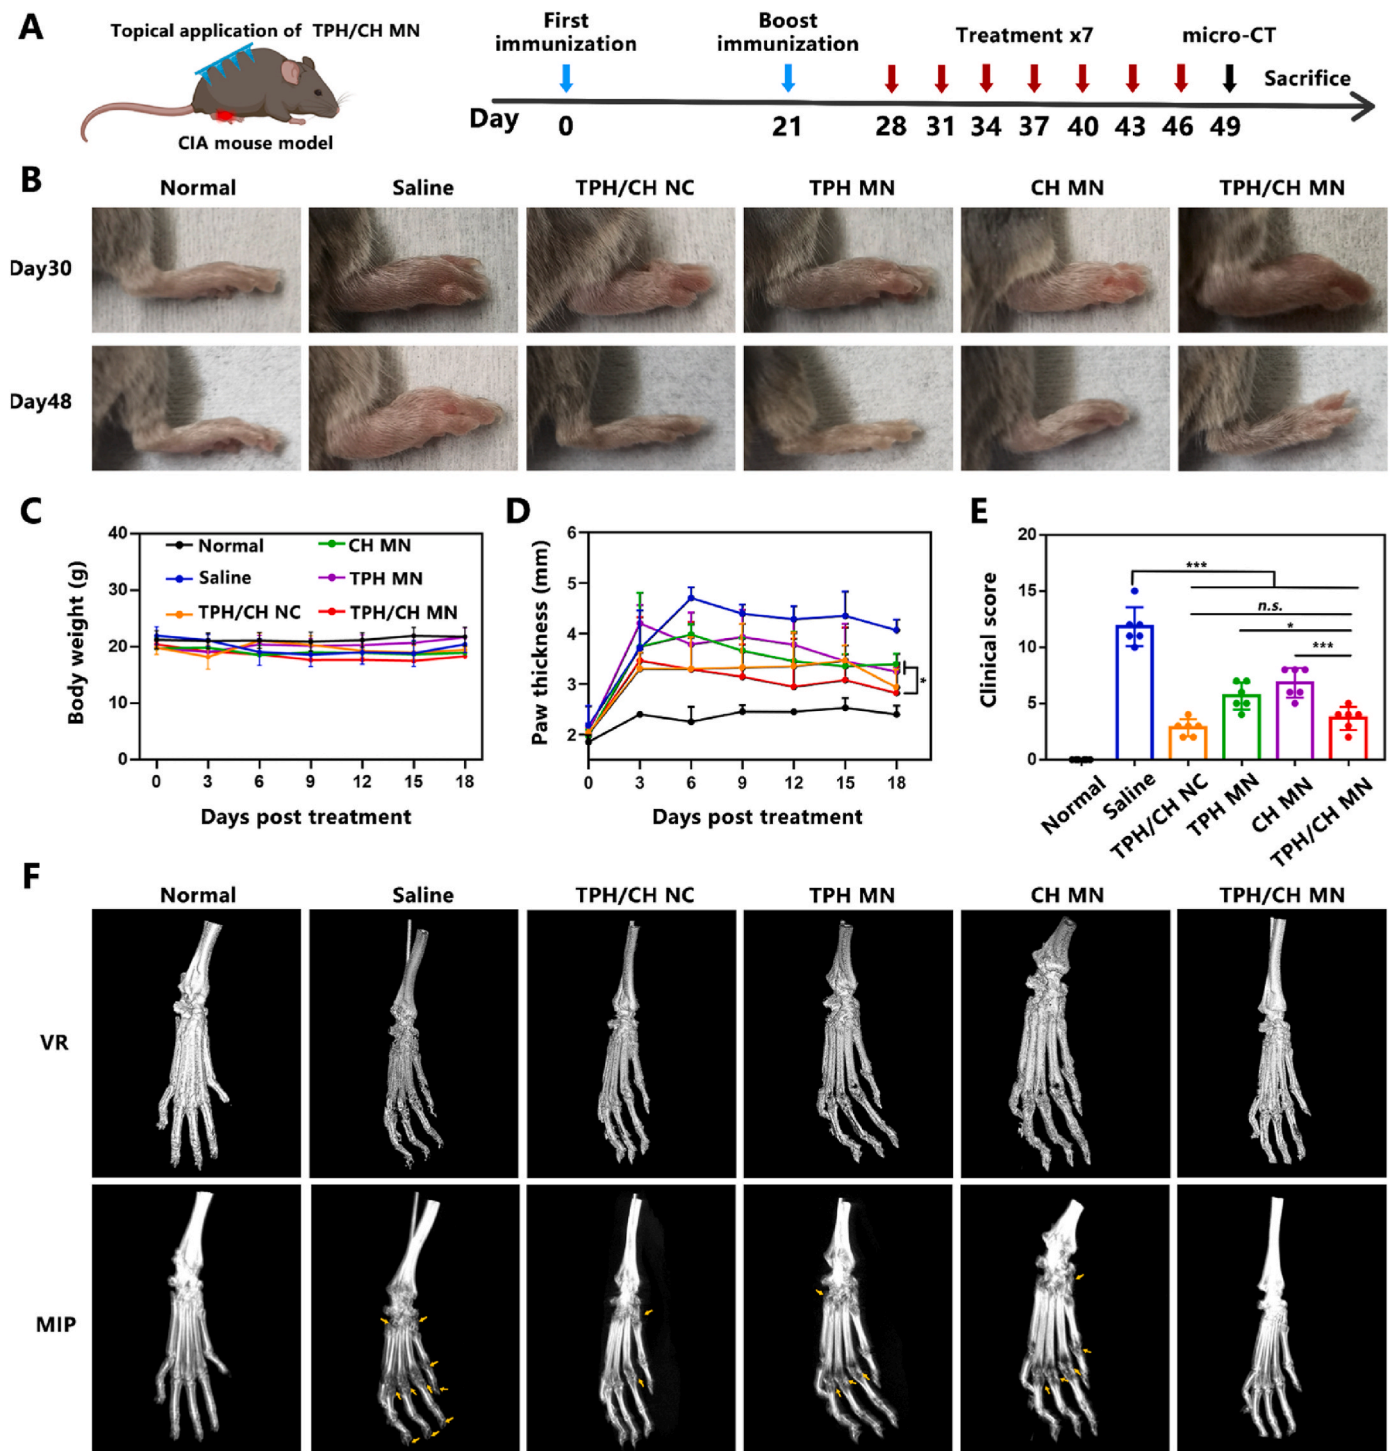 A
Topical application of TPH/CH MN
CIA mouse model
First
immunization
Boost
immunization
Treatment x7
micro-CT
Sacrifice
Day 0 21 28 31 34 37 40 43 46 49
B
Normal Saline TPH/CH NC TPH MN CH MN TPH/CH MN
Day30
Day48
C
Body weight (g)
40
30
20
10
0
Normal CH MN
Saline TPH MN
TPH/CH NC TPH/CH MN
0 3 6 9 12 15 18
Days post treatment
D
Paw thickness (mm)
6
5
4
3
2
*
0 3 6 9 12 15 18
Days post treatment
E
Clinical score
20
15
10
5
0
***
n.s.
*
***
Normal
Saline
TPH/CH NC
TPH MN
CH MN
TPH/CH MN
F
Normal Saline TPH/CH NC TPH MN CH MN TPH/CH MN
VR
MIP